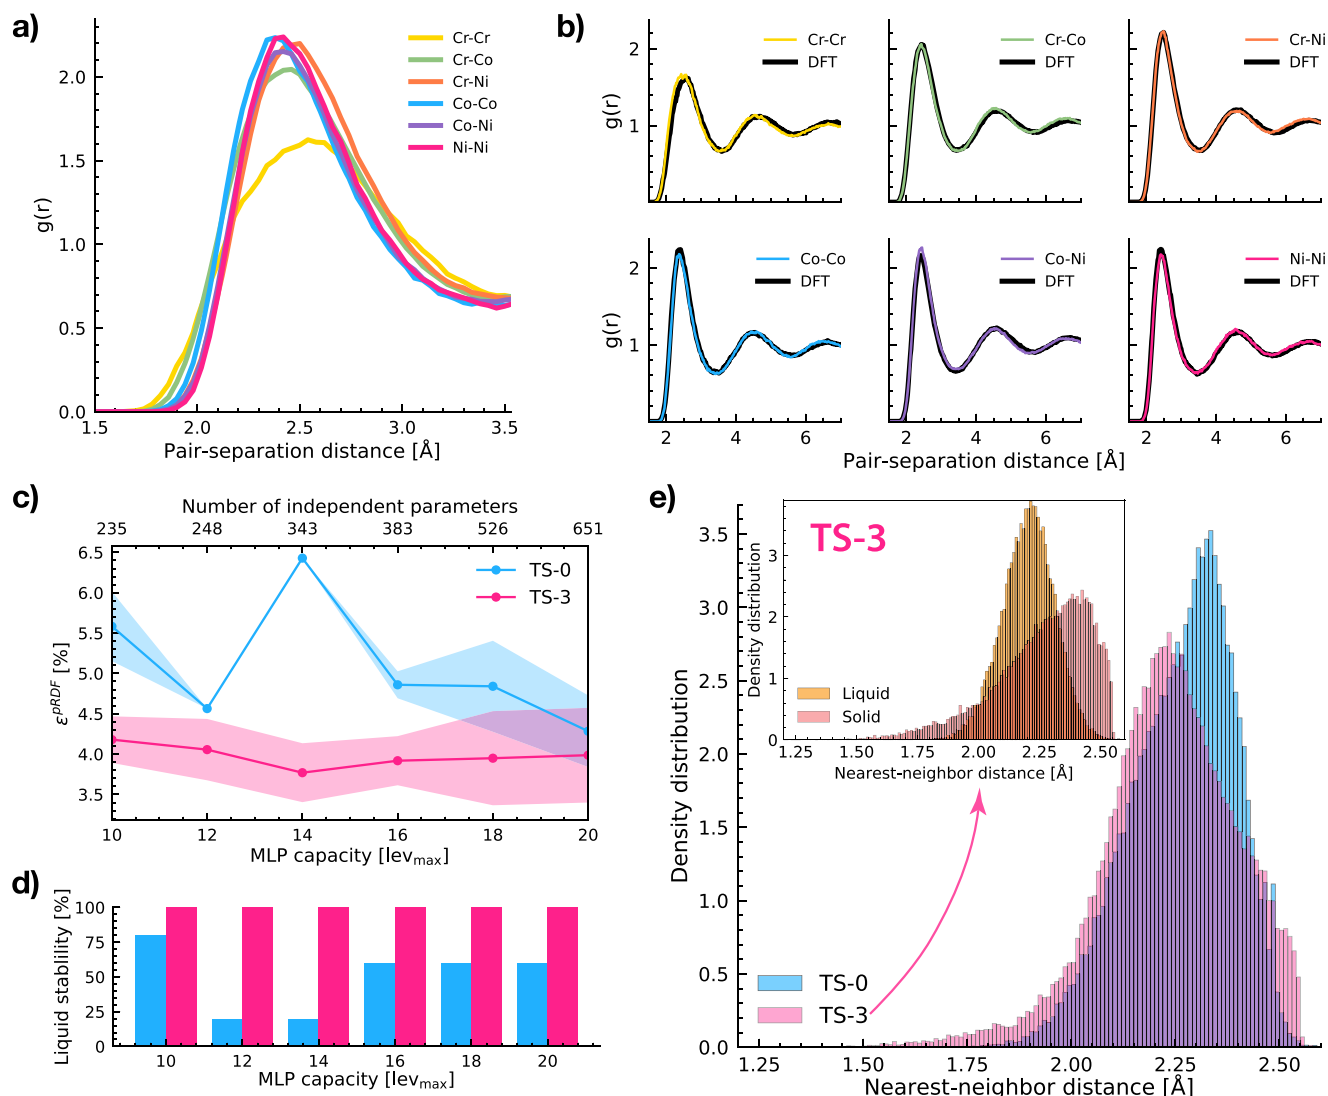 a)
Cr-Cr
Cr-Co
Cr-Ni
Co-Co
Co-Ni
Ni-Ni
2.0
1.5
1.0
0.5
0.0
g(r)
1.5 2.0 2.5 3.0 3.5
Pair-separation distance [Å]
b)
Cr-Cr
DFT
Cr-Co
DFT
Cr-Ni
DFT
2
1
g(r)
Co-Co
DFT
Co-Ni
DFT
Ni-Ni
DFT
2
1
g(r)
2 4 6 2 4 6 2 4 6
Pair-separation distance [Å]
c)
Number of independent parameters
235 248 343 383 526 651
TS-0
TS-3
6.5
6.0
5.5
5.0
4.5
4.0
3.5
ε^pRDF [%]
10 12 14 16 18 20
MLP capacity [lev_max]
d)
100
75
50
25
0
Liquid stablility [%]
10 12 14 16 18 20
MLP capacity [lev_max]
e)
3.5
3.0
2.5
2.0
1.5
1.0
0.5
0.0
Density distribution
TS-3
3
2
1
0
Density distribution
Liquid
Solid
1.20 1.25 1.75 2.00 2.25 2.50
Nearest-neighbor distance [Å]
TS-0
TS-3
1.20 1.25 1.75 2.00 2.25 2.50
Nearest-neighbor distance [Å]